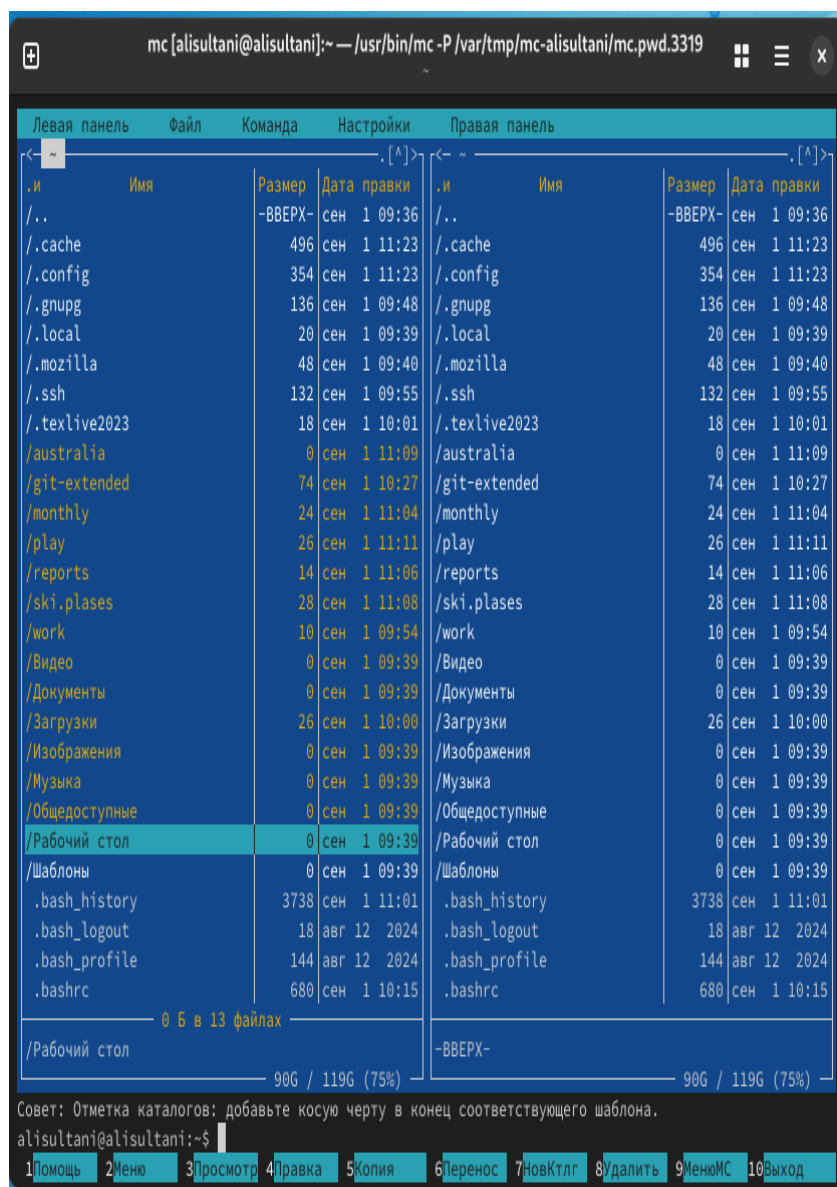 mc [alisultani@alisultani]:~ — /usr/bin/mc -P /var/tmp/mc-alisultani/mc.pwd.3319
~
Левая панель Файл Команда Настройки Правая панель
<- ~ .[^]> <- ~ .[^]>
.и Имя Размер Дата правки .и Имя Размер Дата правки
/.. -ВВЕРХ- сен 1 09:36 /.. -ВВЕРХ- сен 1 09:36
/.cache 496 сен 1 11:23 /.cache 496 сен 1 11:23
/.config 354 сен 1 11:23 /.config 354 сен 1 11:23
/.gnupg 136 сен 1 09:48 /.gnupg 136 сен 1 09:48
/.local 20 сен 1 09:39 /.local 20 сен 1 09:39
/.mozilla 48 сен 1 09:40 /.mozilla 48 сен 1 09:40
/.ssh 132 сен 1 09:55 /.ssh 132 сен 1 09:55
/.texlive2023 18 сен 1 10:01 /.texlive2023 18 сен 1 10:01
/australia 0 сен 1 11:09 /australia 0 сен 1 11:09
/git-extended 74 сен 1 10:27 /git-extended 74 сен 1 10:27
/monthly 24 сен 1 11:04 /monthly 24 сен 1 11:04
/play 26 сен 1 11:11 /play 26 сен 1 11:11
/reports 14 сен 1 11:06 /reports 14 сен 1 11:06
/ski.plases 28 сен 1 11:08 /ski.plases 28 сен 1 11:08
/work 10 сен 1 09:54 /work 10 сен 1 09:54
/Видео 0 сен 1 09:39 /Видео 0 сен 1 09:39
/Документы 0 сен 1 09:39 /Документы 0 сен 1 09:39
/Загрузки 26 сен 1 10:00 /Загрузки 26 сен 1 10:00
/Изображения 0 сен 1 09:39 /Изображения 0 сен 1 09:39
/Музыка 0 сен 1 09:39 /Музыка 0 сен 1 09:39
/Общедоступные 0 сен 1 09:39 /Общедоступные 0 сен 1 09:39
/Рабочий стол 0 сен 1 09:39 /Рабочий стол 0 сен 1 09:39
/Шаблоны 0 сен 1 09:39 /Шаблоны 0 сен 1 09:39
.bash_history 3738 сен 1 11:01 .bash_history 3738 сен 1 11:01
.bash_logout 18 авг 12 2024 .bash_logout 18 авг 12 2024
.bash_profile 144 авг 12 2024 .bash_profile 144 авг 12 2024
.bashrc 680 сен 1 10:15 .bashrc 680 сен 1 10:15
0 Б в 13 файлах
/Рабочий стол -ВВЕРХ-
90G / 119G (75%) 90G / 119G (75%)
Совет: Отметка каталогов: добавьте косую черту в конец соответствующего шаблона.
alisultani@alisultani:~$
1Помощь 2Меню 3Просмотр 4Правка 5Копия 6Перенос 7НовКтлг 8Удалить 9МенюMC 10Выход